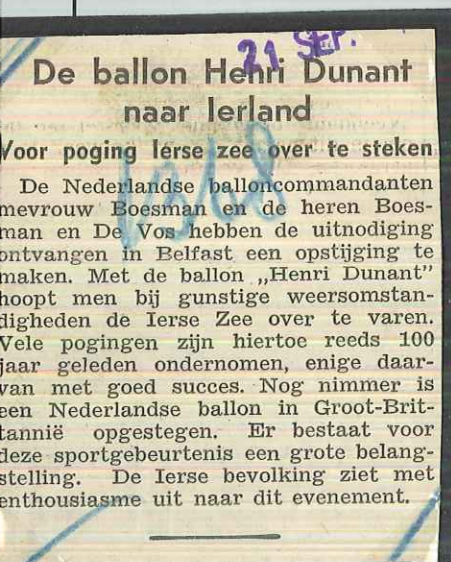 21 SEP.
De ballon Henri Dunant
naar Ierland
Voor poging Ierse zee over te steken
De Nederlandse balloncommandanten
mevrouw Boesman en de heren Boes-
man en De Vos hebben de uitnodiging
ontvangen in Belfast een opstijging te
maken. Met de ballon „Henri Dunant”
hoopt men bij gunstige weersomstan-
digheden de Ierse Zee over te varen.
Vele pogingen zijn hiertoe reeds 100
jaar geleden ondernomen, enige daar-
van met goed succes. Nog nimmer is
een Nederlandse ballon in Groot-Brit-
tannië opgestegen. Er bestaat voor
deze sportgebeurtenis een grote belang-
stelling. De Ierse bevolking ziet met
enthousiasme uit naar dit evenement.